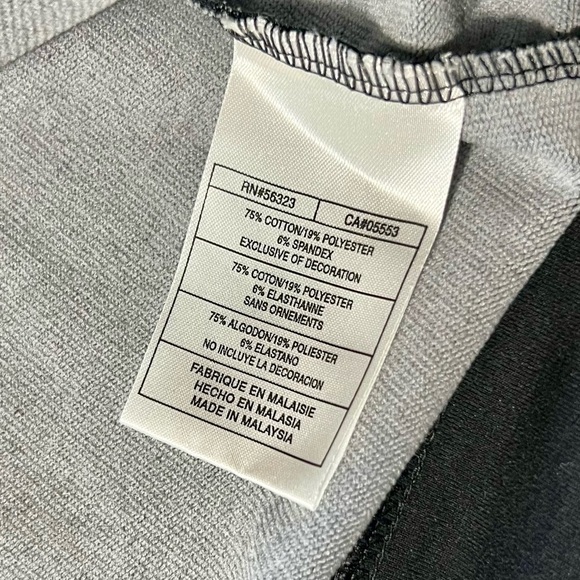 RN#56323 CA#05553
75% COTTON/19% POLYESTER
6% SPANDEX
EXCLUSIVE OF DECORATION
75% COTON/19% POLYESTER
6% ELASTHANNE
SANS ORNEMENTS
75% ALGODON/19% POLIESTER
6% ELASTANO
NO INCLUYE LA DECORACION
FABRIQUE EN MALAISIE
HECHO EN MALASIA
MADE IN MALAYSIA